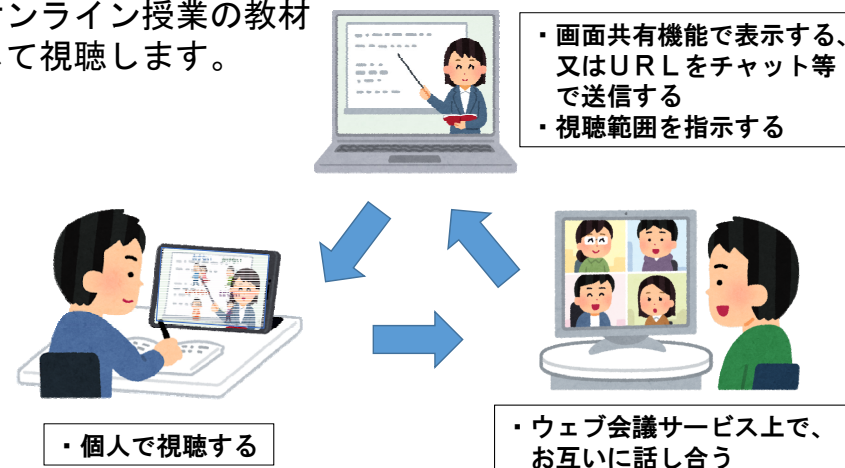 オンライン授業の教材
して視聴します。
・画面共有機能で表示する、
又はＵＲＬをチャット等
で送信する
・視聴範囲を指示する
・個人で視聴する
・ウェブ会議サービス上で、
お互いに話し合う